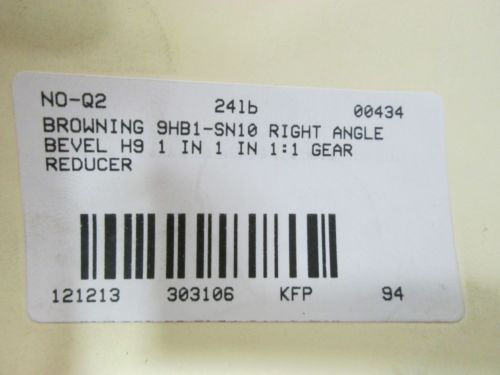 NO-Q2 24lb 00434
BROWNING 9HB1-SN10 RIGHT ANGLE
BEVEL H9 1 IN 1 IN 1:1 GEAR
REDUCER
121213 303106 KFP 94